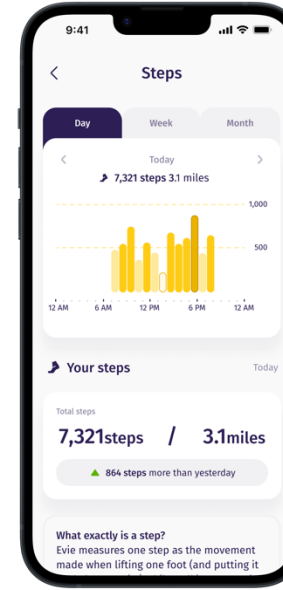 9:41
Steps
Day Week Month
Today
7,321 steps 3.1 miles
1,000
500
12 AM 6 AM 12 PM 6 PM 12 AM
Your steps Today
Total steps
7,321steps / 3.1miles
864 steps more than yesterday
What exactly is a step?
Evie measures one step as the movement
made when lifting one foot (and putting it